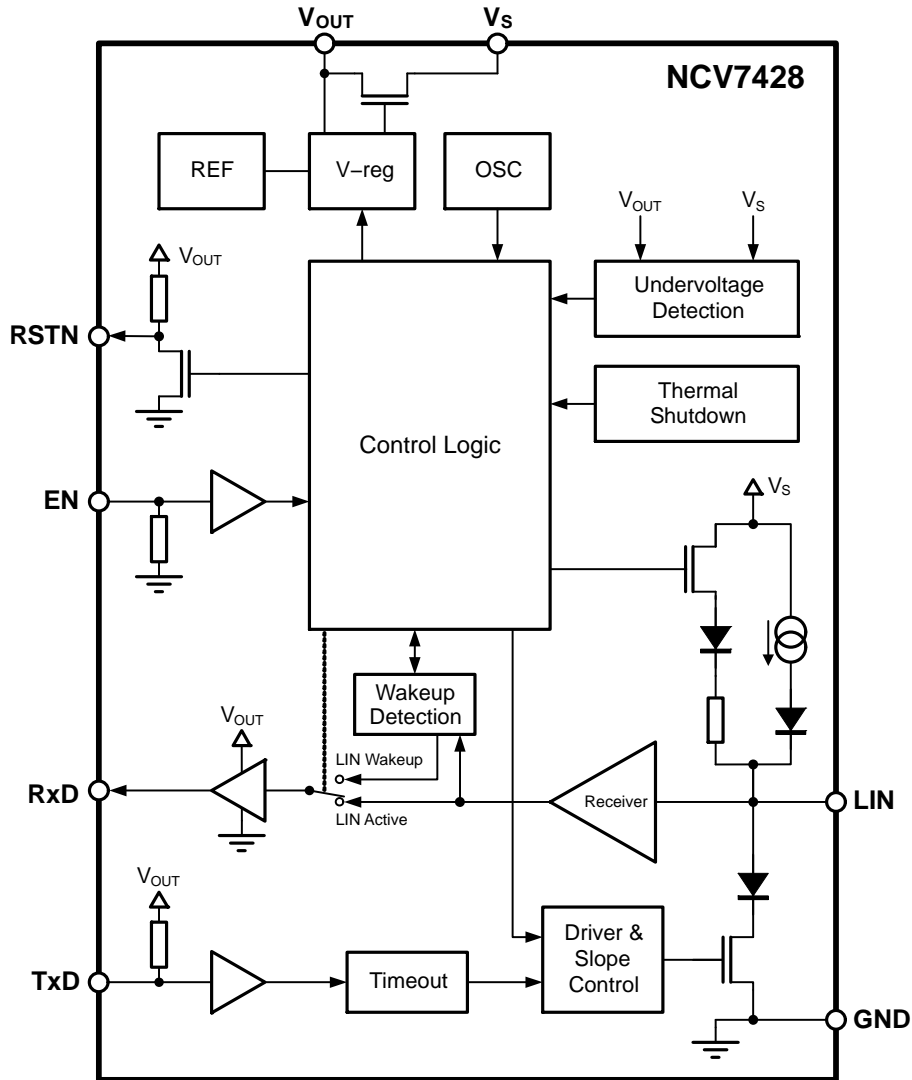 VOUT
VS
NCV7428
REF
V−reg
OSC
VOUT
VS
VOUT
Undervoltage
Detection
RSTN
Thermal
Shutdown
Control Logic
EN
VS
Wakeup
Detection
VOUT
LIN Wakeup
RxD
Receiver
LIN
LIN Active
VOUT
Driver &
Slope
Control
TxD
Timeout
GND